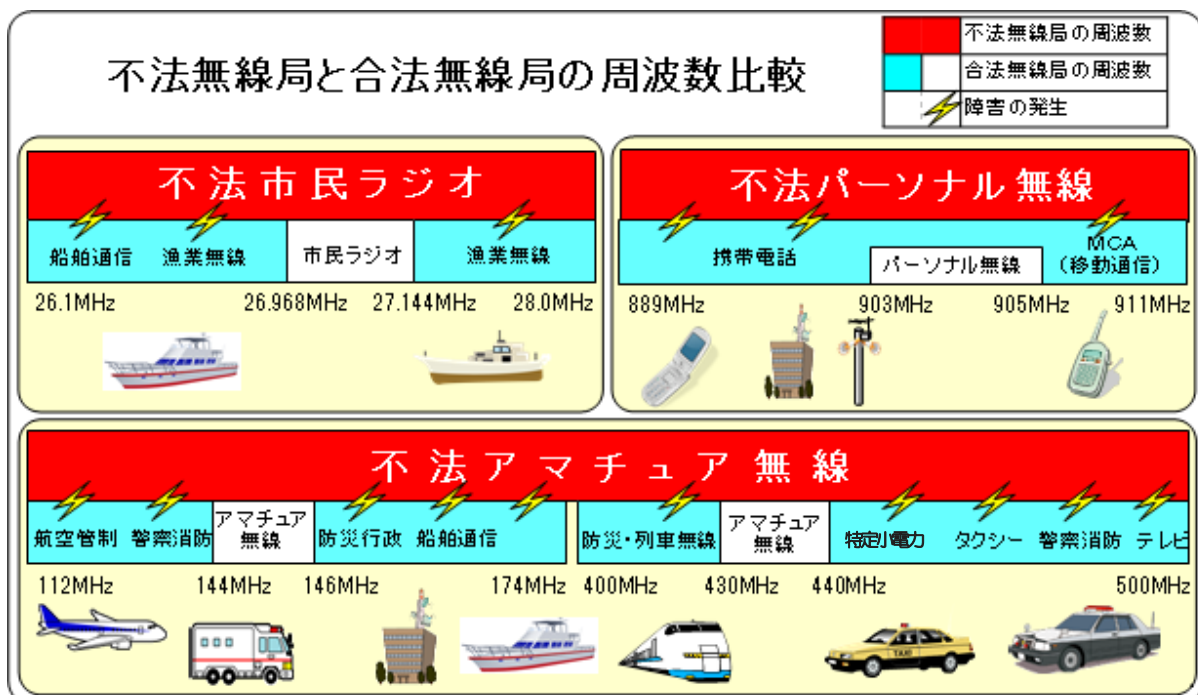 不法無線局と合法無線局の周波数比較
不法無線局の周波数
合法無線局の周波数
障害の発生
不法市民ラジオ
船舶通信 漁業無線 市民ラジオ 漁業無線
26.1MHz 26.968MHz 27.144MHz 28.0MHz
不法パーソナル無線
携帯電話 パーソナル無線 MCA
(移動通信)
889MHz 903MHz 905MHz 911MHz
不法アマチュア無線
航空管制 警察消防 アマチュア
無線
防災行政 船舶通信
防災・列車無線 アマチュア
無線
特定小電力 タクシー 警察消防 テレビ
112MHz 144MHz 146MHz 174MHz 400MHz 430MHz 440MHz 500MHz
TAXI